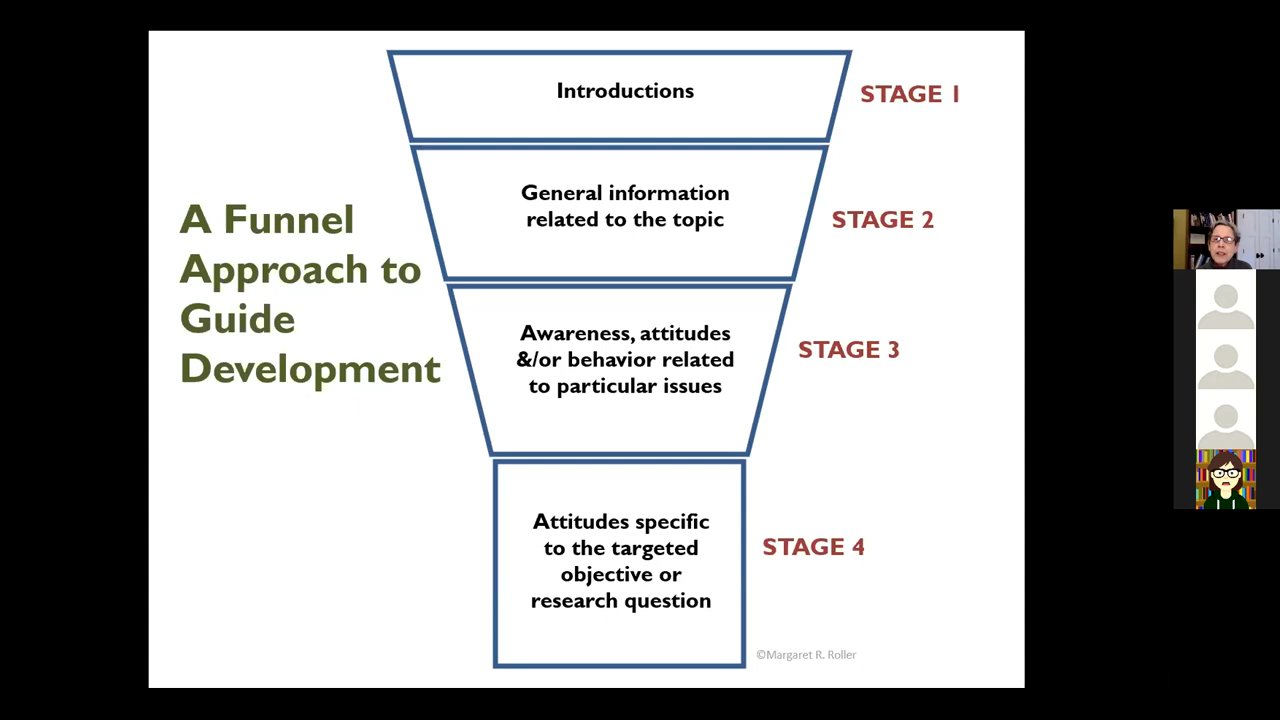 A Funnel
Approach to
Guide
Development
Introductions
STAGE 1
General information
related to the topic
STAGE 2
Awareness, attitudes
&/or behavior related
to particular issues
STAGE 3
Attitudes specific
to the targeted
objective or
research question
STAGE 4
©Margaret R. Roller